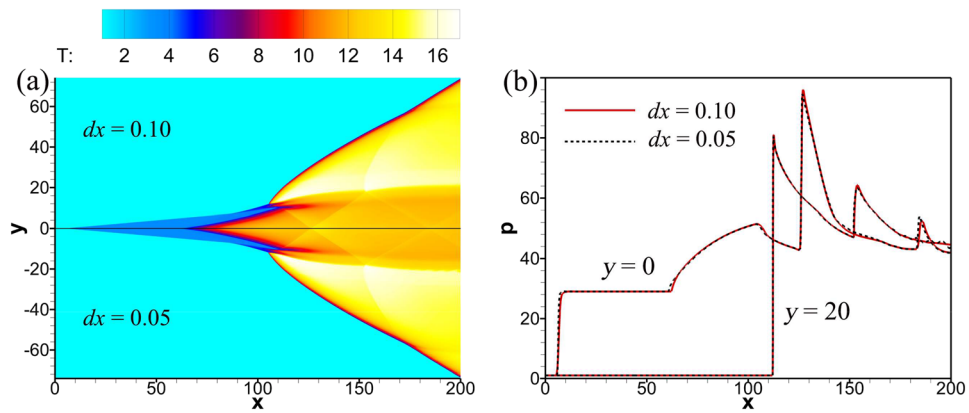 T: 2 4 6 8 10 12 14 16
(a)
dx = 0.10
dx = 0.05
y
60
40
20
0
-20
-40
-60
0 50 100 150 200
x
(b)
dx = 0.10
dx = 0.05
y = 0
y = 20
p
80
60
40
20
0
0 50 100 150 200
x